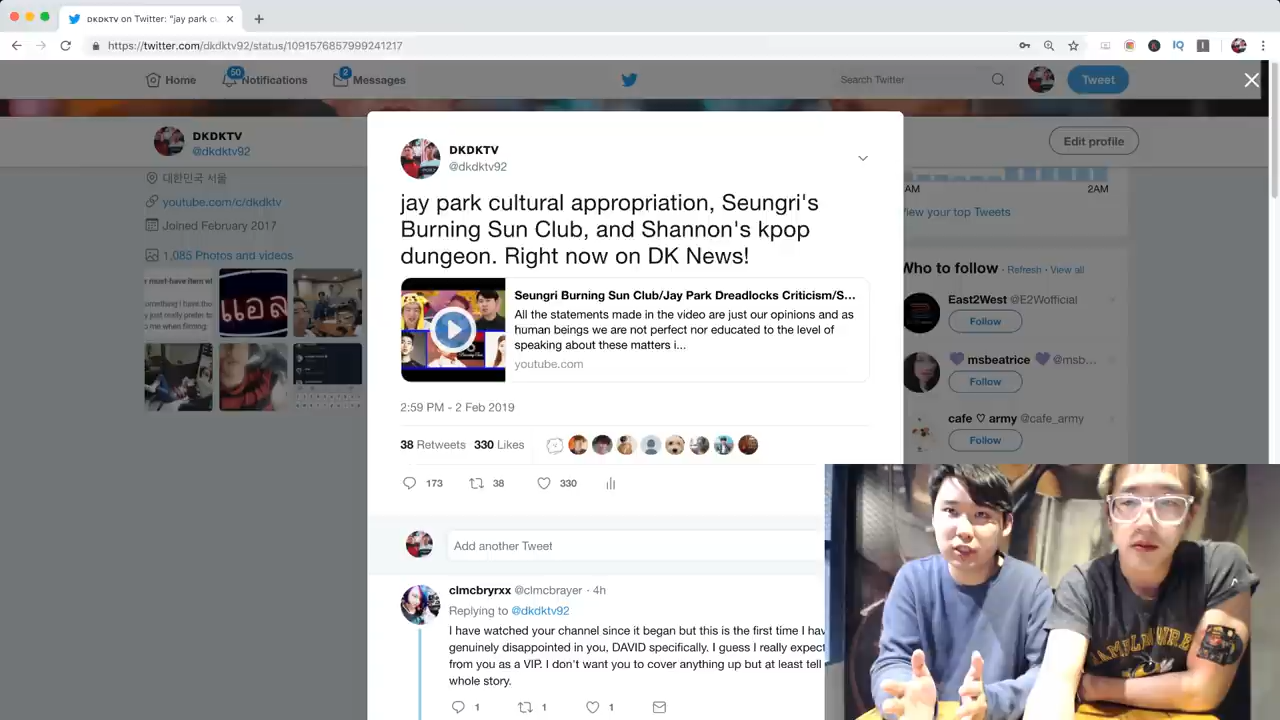 DKDKTV on Twitter: "jay park cu
https://twitter.com/dkdktv92/status/1091576857999241217
IQ
Home
50
Notifications
2
Messages
Search Twitter
Tweet
DKDKTV
@dkdktv92
Edit profile
대한민국 서울
youtube.com/c/dkdktv
Joined February 2017
1,085 Photos and videos
DKDKTV
@dkdktv92
jay park cultural appropriation, Seungri's
Burning Sun Club, and Shannon's kpop
dungeon. Right now on DK News!
Seungri Burning Sun Club/Jay Park Dreadlocks Criticism/S...
All the statements made in the video are just our opinions and as
human beings we are not perfect nor educated to the level of
speaking about these matters i...
youtube.com
2:59 PM - 2 Feb 2019
38 Retweets 330 Likes
173 38 330
Add another Tweet
clmcbryrxx @clmcbrayer · 4h
Replying to @dkdktv92
I have watched your channel since it began but this is the first time I hav
genuinely disappointed in you, DAVID specifically. I guess I really expect
from you as a VIP. I don't want you to cover anything up but at least tell
whole story.
1 1 1
AM 2AM
View your top Tweets
Who to follow · Refresh · View all
East2West @E2Wofficial
Follow
msbeatrice @msb...
Follow
cafe ♡ army @cafe_army
Follow